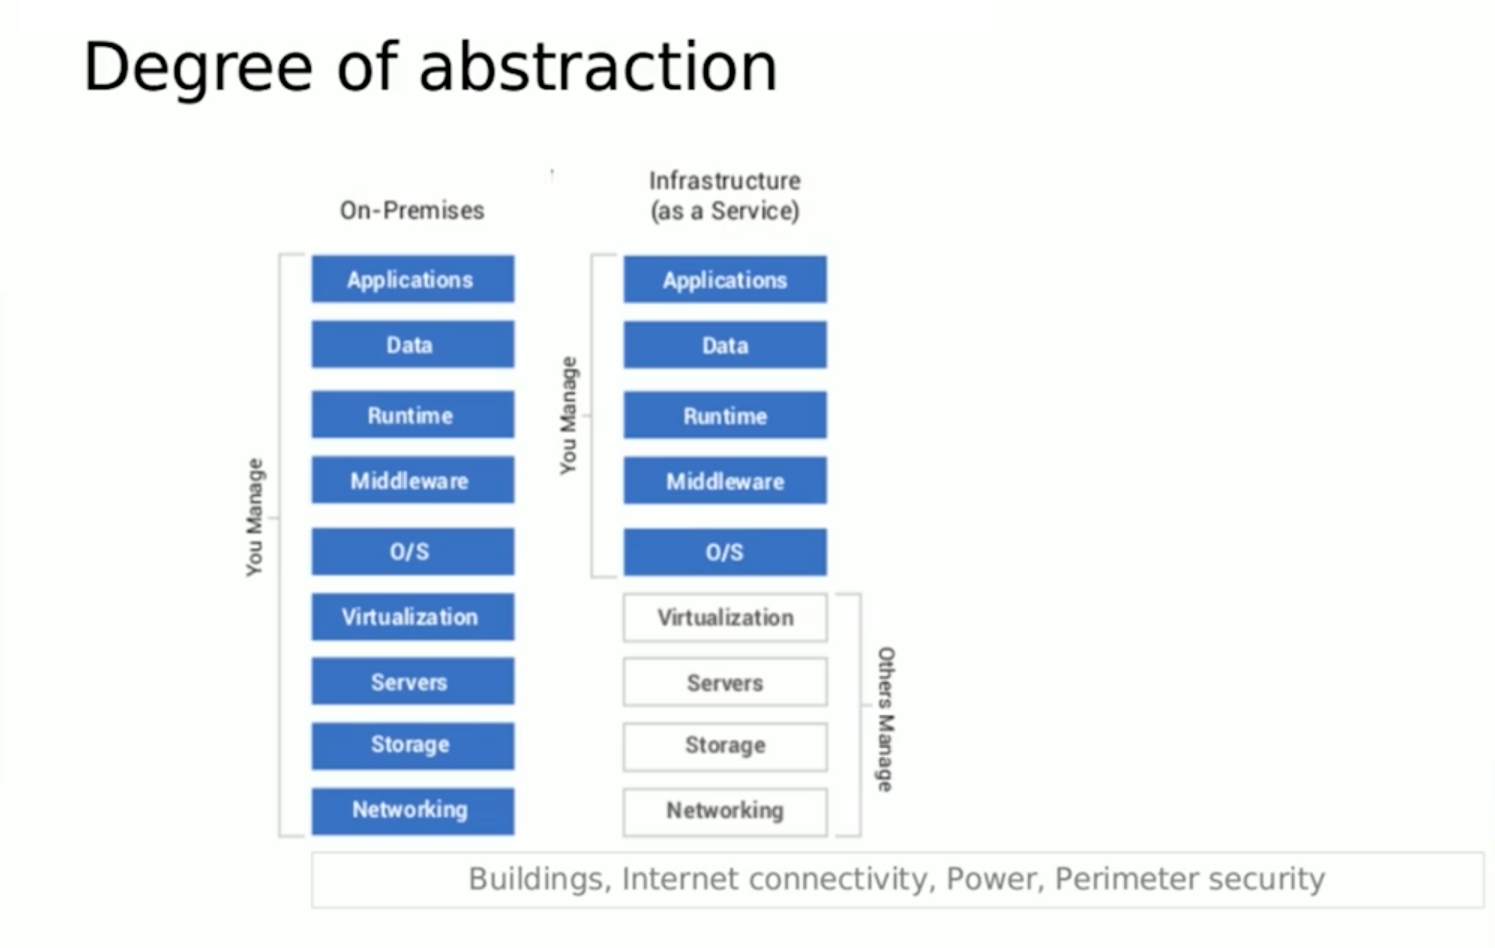 Degree of abstraction
On-Premises
You Manage
Applications
Data
Runtime
Middleware
O/S
Virtualization
Servers
Storage
Networking
Infrastructure
(as a Service)
You Manage
Applications
Data
Runtime
Middleware
O/S
Virtualization
Servers
Storage
Networking
Others Manage
Buildings, Internet connectivity, Power, Perimeter security